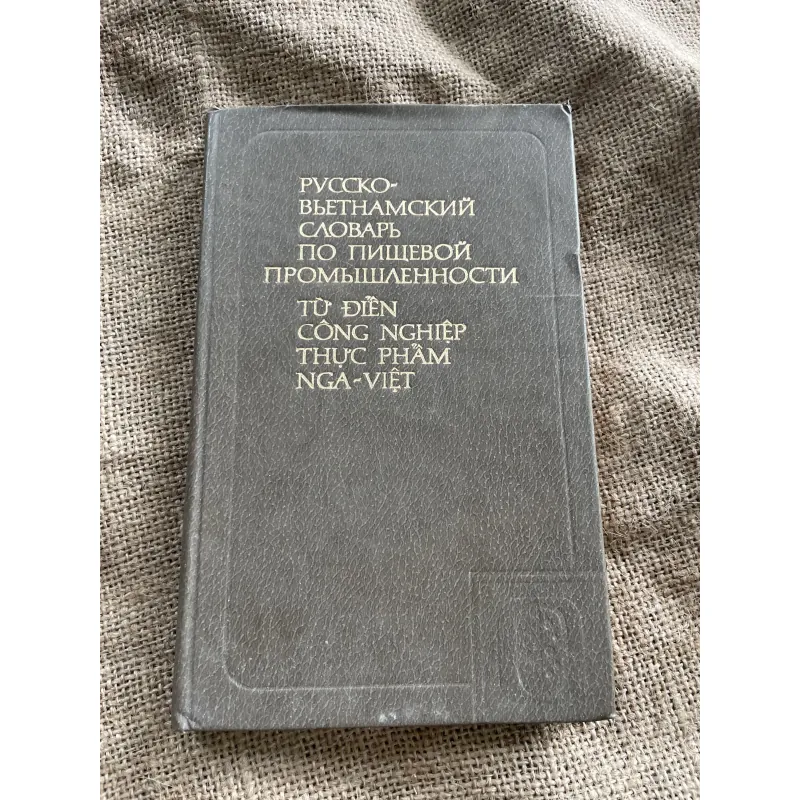 РУССКО-
ВЬЕТНАМСКИЙ
СЛОВАРЬ
ПО ПИЩЕВОЙ
ПРОМЫШЛЕННОСТИ
TỪ ĐIỂN
CÔNG NGHIỆP
THỰC PHẨM
NGA-VIỆT